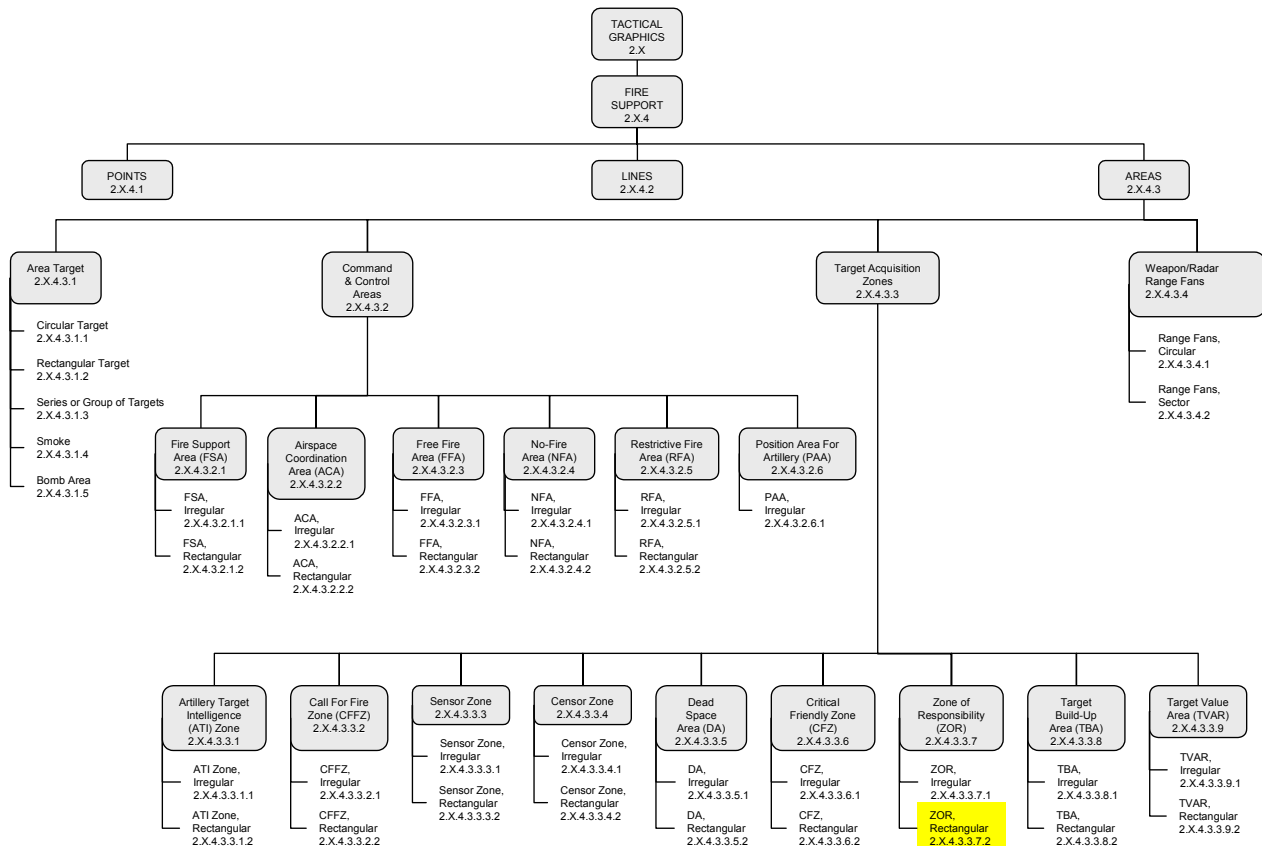 TACTICAL
GRAPHICS
2.X
FIRE
SUPPORT
2.X.4
POINTS
2.X.4.1
LINES
2.X.4.2
AREAS
2.X.4.3
Area Target
2.X.4.3.1
Circular Target
2.X.4.3.1.1
Rectangular Target
2.X.4.3.1.2
Series or Group of Targets
2.X.4.3.1.3
Smoke
2.X.4.3.1.4
Bomb Area
2.X.4.3.1.5
Command
& Control
Areas
2.X.4.3.2
Fire Support
Area (FSA)
2.X.4.3.2.1
FSA,
Irregular
2.X.4.3.2.1.1
FSA,
Rectangular
2.X.4.3.2.1.2
Airspace
Coordination
Area (ACA)
2.X.4.3.2.2
ACA,
Irregular
2.X.4.3.2.2.1
ACA,
Rectangular
2.X.4.3.2.2.2
Free Fire
Area (FFA)
2.X.4.3.2.3
FFA,
Irregular
2.X.4.3.2.3.1
FFA,
Rectangular
2.X.4.3.2.3.2
No-Fire
Area (NFA)
2.X.4.3.2.4
NFA,
Irregular
2.X.4.3.2.4.1
NFA,
Rectangular
2.X.4.3.2.4.2
Restrictive Fire
Area (RFA)
2.X.4.3.2.5
RFA,
Irregular
2.X.4.3.2.5.1
RFA,
Rectangular
2.X.4.3.2.5.2
Position Area For
Artillery (PAA)
2.X.4.3.2.6
PAA,
Irregular
2.X.4.3.2.6.1
Target Acquisition
Zones
2.X.4.3.3
Weapon/Radar
Range Fans
2.X.4.3.4
Range Fans,
Circular
2.X.4.3.4.1
Range Fans,
Sector
2.X.4.3.4.2
Artillery Target
Intelligence
(ATI) Zone
2.X.4.3.3.1
ATI Zone,
Irregular
2.X.4.3.3.1.1
ATI Zone,
Rectangular
2.X.4.3.3.1.2
Call For Fire
Zone (CFFZ)
2.X.4.3.3.2
CFFZ,
Irregular
2.X.4.3.3.2.1
CFFZ,
Rectangular
2.X.4.3.3.2.2
Sensor Zone
2.X.4.3.3.3
Sensor Zone,
Irregular
2.X.4.3.3.3.1
Sensor Zone,
Rectangular
2.X.4.3.3.3.2
Censor Zone
2.X.4.3.3.4
Censor Zone,
Irregular
2.X.4.3.3.4.1
Censor Zone,
Rectangular
2.X.4.3.3.4.2
Dead
Space
Area (DA)
2.X.4.3.3.5
DA,
Irregular
2.X.4.3.3.5.1
DA,
Rectangular
2.X.4.3.3.5.2
Critical
Friendly Zone
(CFZ)
2.X.4.3.3.6
CFZ,
Irregular
2.X.4.3.3.6.1
CFZ,
Rectangular
2.X.4.3.3.6.2
Zone of
Responsibility
(ZOR)
2.X.4.3.3.7
ZOR,
Irregular
2.X.4.3.3.7.1
ZOR,
Rectangular
2.X.4.3.3.7.2
Target
Build-Up
Area (TBA)
2.X.4.3.3.8
TBA,
Irregular
2.X.4.3.3.8.1
TBA,
Rectangular
2.X.4.3.3.8.2
Target Value
Area (TVAR)
2.X.4.3.3.9
TVAR,
Irregular
2.X.4.3.3.9.1
TVAR,
Rectangular
2.X.4.3.3.9.2